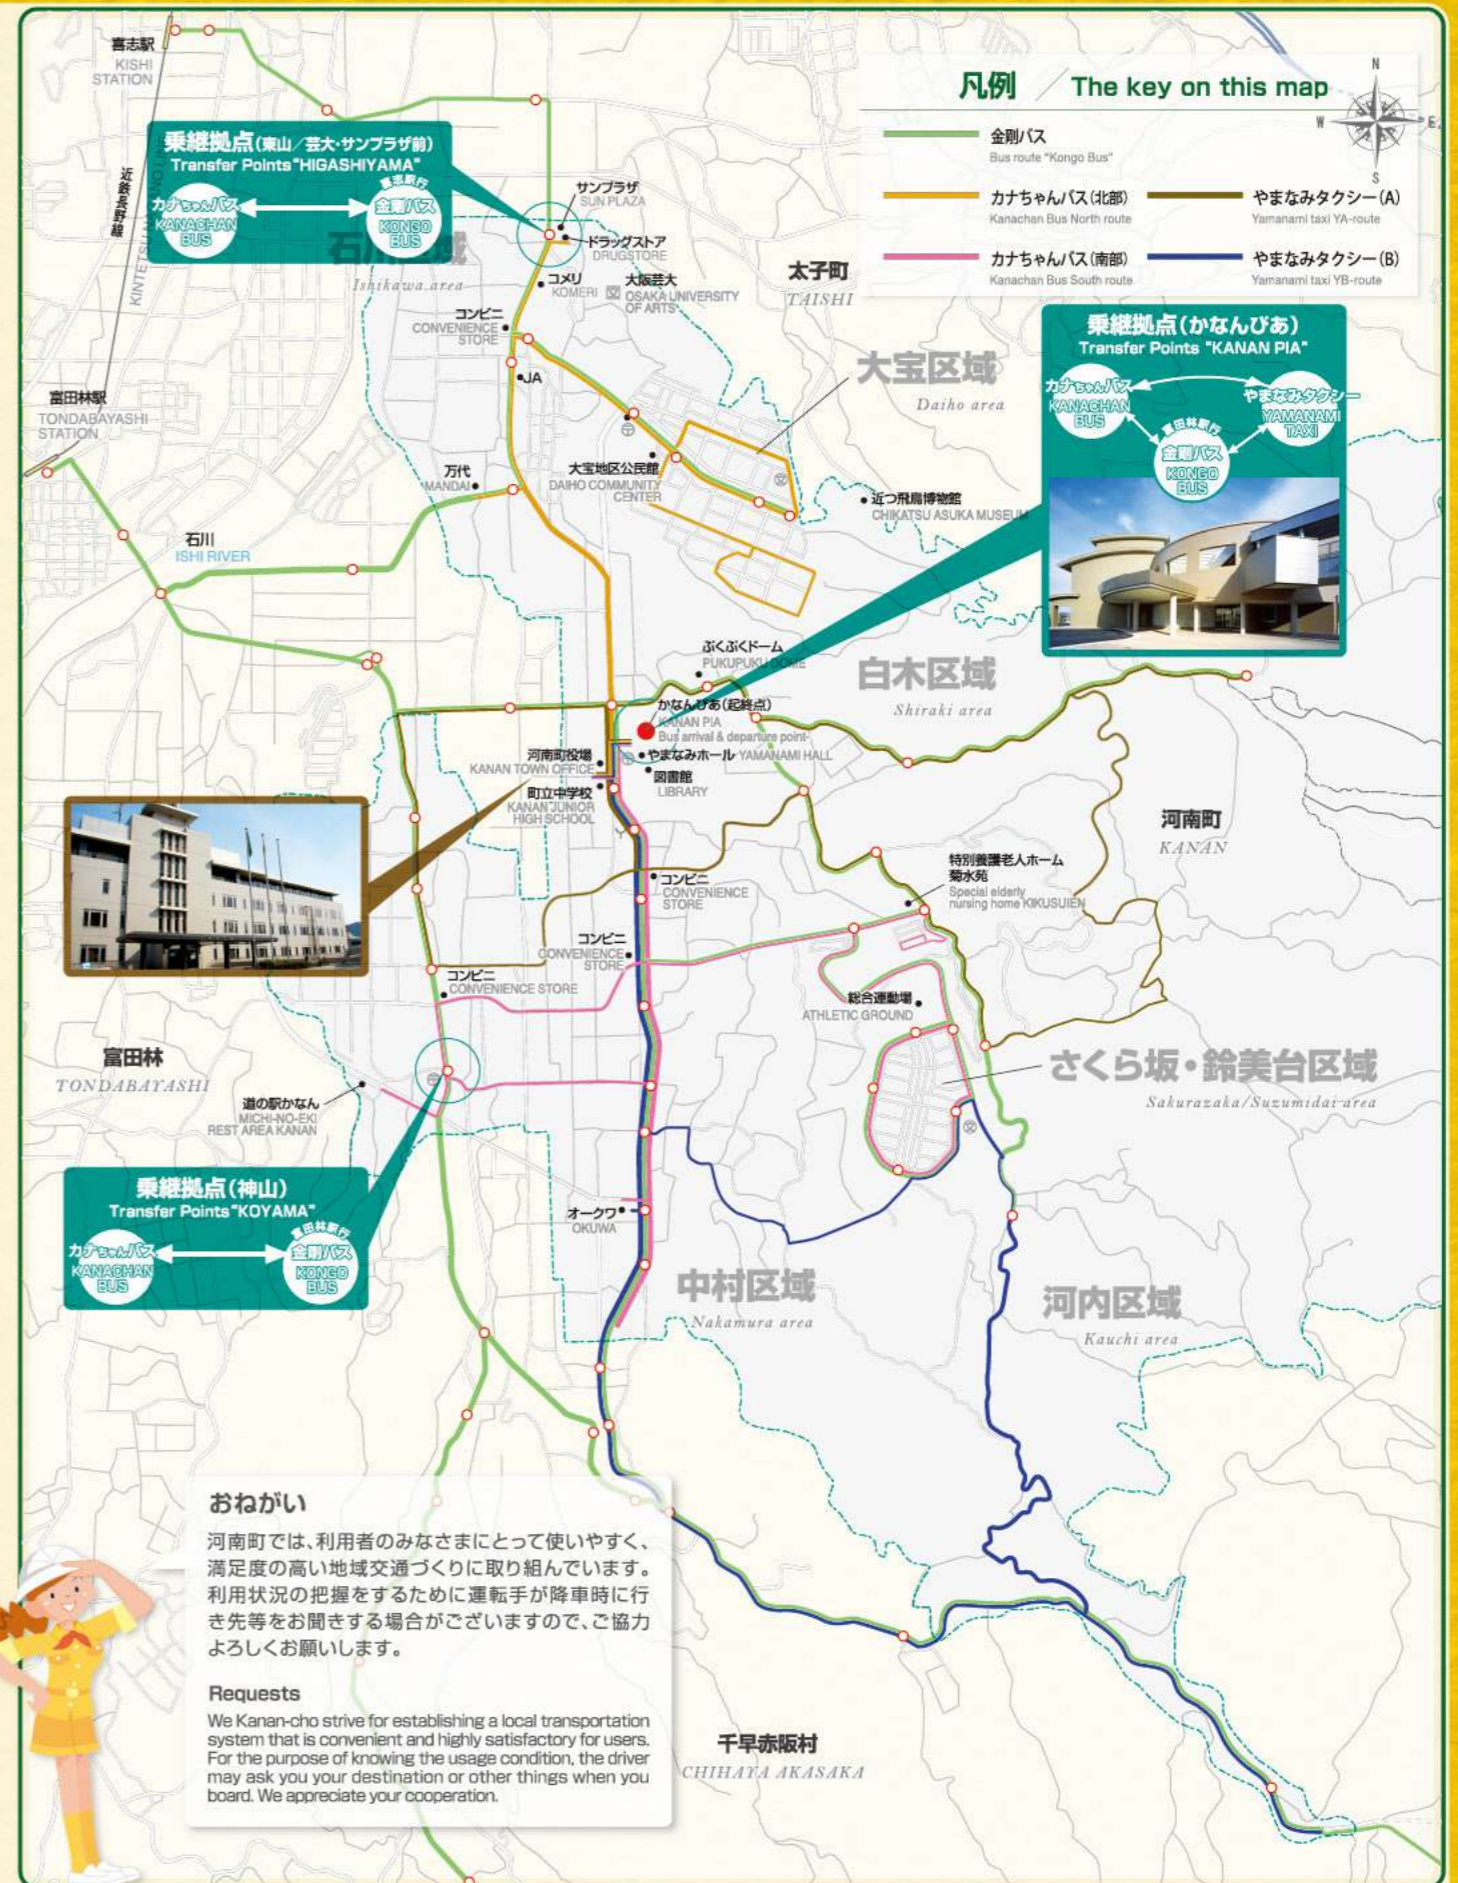 喜志駅
KISHI
STATION
近鉄長野線
乗継拠点(東山／芸大・サンプラザ前)
Transfer Points "HIGASHIYAMA"
カナちゃんバス
KANACHAN
BUS
喜志駅行
金剛バス
KONGO
BUS
凡例 ／ The key on this map
N
W
E
S
金剛バス
Bus route "Kongo Bus"
カナちゃんバス(北部)
Kanachan Bus North route
やまなみタクシー(A)
Yamanami taxi YA-route
カナちゃんバス(南部)
Kanachan Bus South route
やまなみタクシー(B)
Yamanami taxi YB-route
サンプラザ
SUN PLAZA
ドラッグストア
DRUGSTORE
Ishikawa area
コメリ
KOMERI
大阪芸大
OSAKA UNIVERSITY
OF ARTS
太子町
TAISHI
コンビニ
CONVENIENCE
STORE
JA
大宝区域
Daiho area
乗継拠点(かなんぴあ)
Transfer Points "KANAN PIA"
カナちゃんバス
KANACHAN
BUS
やまなみタクシー
YAMANAMI
TAXI
富田林駅行
金剛バス
KONGO
BUS
富田林駅
TONDABAYASHI
STATION
万代
MANDAI
大宝地区公民館
DAIHO COMMUNITY
CENTER
近つ飛鳥博物館
CHIKATSU ASUKA MUSEUM
石川
ISHI RIVER
ぷくぷくドーム
PUKUPUKU DOME
白木区域
Shiraki area
かなんぴあ(起終点)
KANAN PIA
Bus arrival & departure point
河南町役場
KANAN TOWN OFFICE
やまなみホール YAMANAMI HALL
図書館
LIBRARY
町立中学校
KANAN JUNIOR
HIGH SCHOOL
河南町
KANAN
特別養護老人ホーム
菊水苑
Special elderly
nursing home KIKUSUIEN
コンビニ
CONVENIENCE
STORE
コンビニ
CONVENIENCE
STORE
コンビニ
CONVENIENCE STORE
総合運動場
ATHLETIC GROUND
富田林
TONDABAYASHI
さくら坂・鈴美台区域
Sakurazaka/Suzumidai area
道の駅かなん
MICHI-NO-EKI
REST AREA KANAN
乗継拠点(神山)
Transfer Points "KOYAMA"
カナちゃんバス
KANACHAN
BUS
富田林駅行
金剛バス
KONGO
BUS
オークワ
OKUWA
中村区域
Nakamura area
河内区域
Kauchi area
おねがい
河南町では、利用者のみなさまにとって使いやすく、
満足度の高い地域交通づくりに取り組んでいます。
利用状況の把握をするために運転手が降車時に行
き先等をお聞きする場合がございますので、ご協力
よろしくお願いします。
Requests
We Kanan-cho strive for establishing a local transportation
system that is convenient and highly satisfactory for users.
For the purpose of knowing the usage condition, the driver
may ask you your destination or other things when you
board. We appreciate your cooperation.
千早赤阪村
CHIHAYA AKASAKA